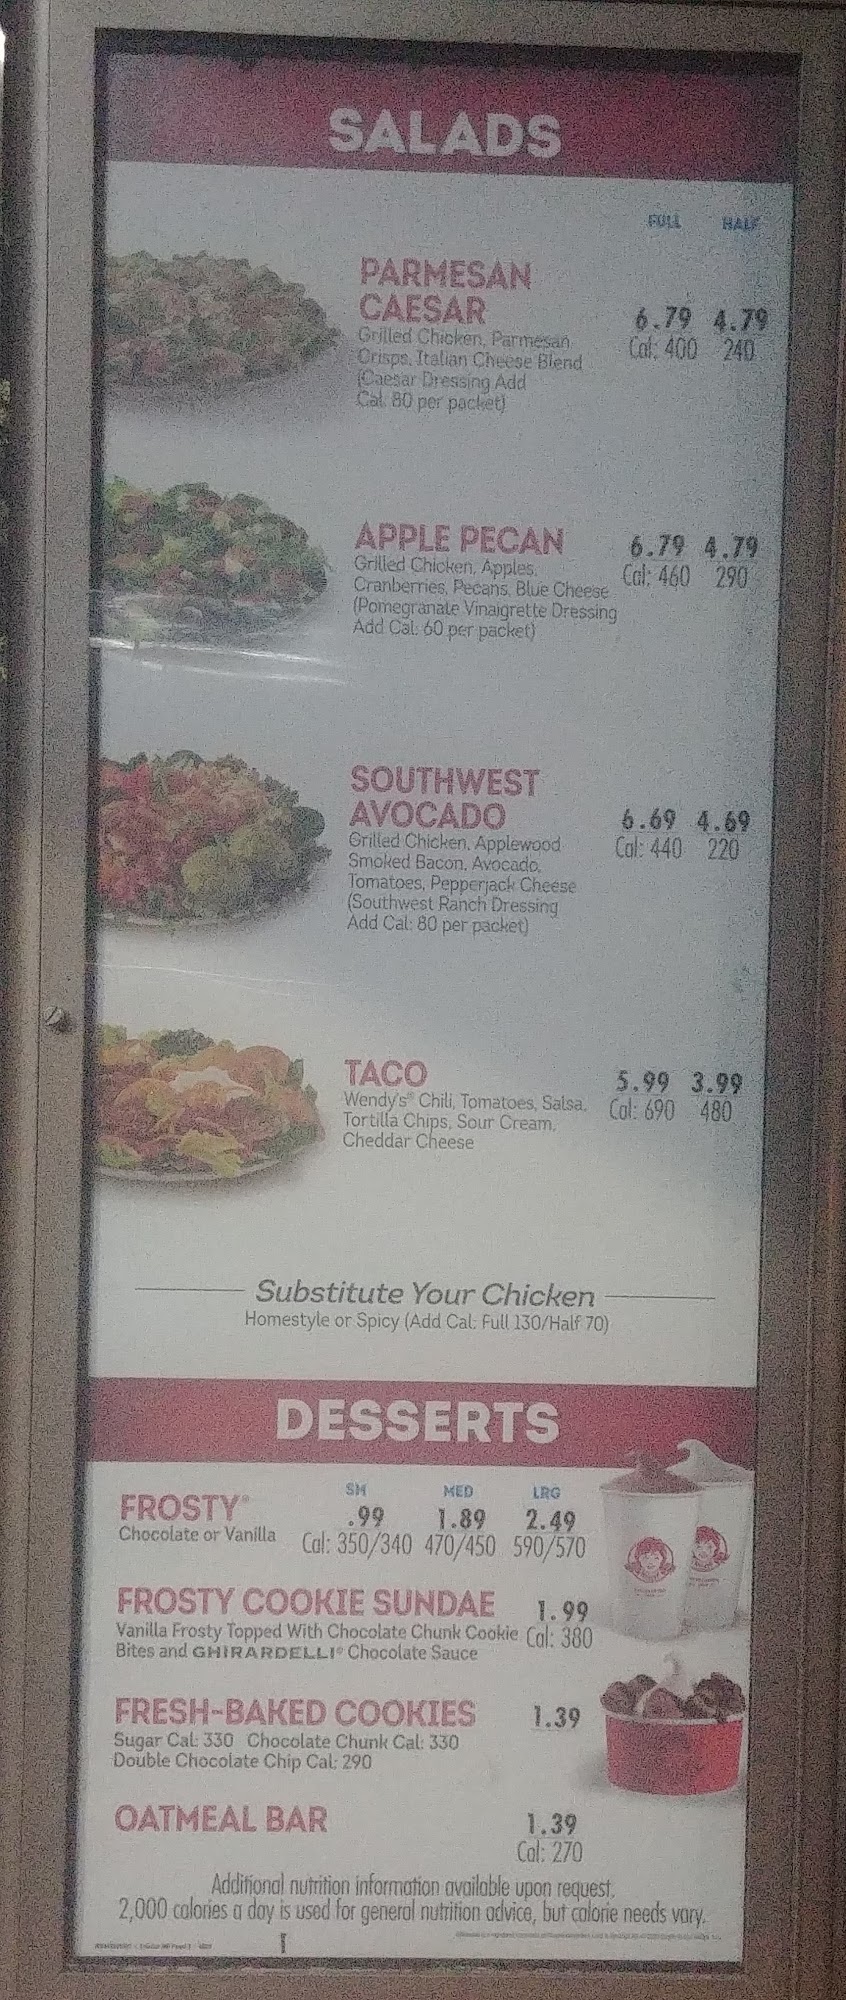 SALADS
FULL HALF
PARMESAN
CAESAR
6.79 4.79
Grilled Chicken, Parmesan
Crisps, Italian Cheese Blend
Cal: 400 240
(Caesar Dressing Add
Cal. 80 per packet)
APPLE PECAN
6.79 4.79
Grilled Chicken, Apples,
Cranberries, Pecans, Blue Cheese
Cal: 460 290
(Pomegranate Vinaigrette Dressing
Add Cal: 60 per packet)
SOUTHWEST
AVOCADO
6.69 4.69
Grilled Chicken, Applewood
Cal: 440 220
Smoked Bacon, Avocado,
Tomatoes, Pepperjack Cheese
(Southwest Ranch Dressing
Add Cal: 80 per packet)
TACO
5.99 3.99
Wendy's® Chili, Tomatoes, Salsa,
Cal: 690 480
Tortilla Chips, Sour Cream,
Cheddar Cheese
Substitute Your Chicken
Homestyle or Spicy (Add Cal: Full 130/Half 70)
DESSERTS
SM MED LRG
FROSTY®
.99 1.89 2.49
Chocolate or Vanilla
Cal: 350/340 470/450 590/570
FROSTY COOKIE SUNDAE
1.99
Vanilla Frosty Topped With Chocolate Chunk Cookie
Cal: 380
Bites and GHIRARDELLI® Chocolate Sauce
FRESH-BAKED COOKIES
1.39
Sugar Cal: 330 Chocolate Chunk Cal: 330
Double Chocolate Chip Cal: 290
OATMEAL BAR
1.39
Cal: 270
Additional nutrition information available upon request.
2,000 calories a day is used for general nutrition advice, but calorie needs vary.